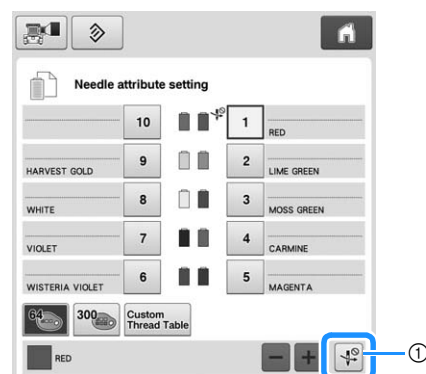 Needle attribute setting
10 1 RED
HARVEST GOLD 9 2 LIME GREEN
WHITE 8 3 MOSS GREEN
VIOLET 7 4 CARMINE
WISTERIA VIOLET 6 5 MAGENTA
64 300 Custom
Thread Table
RED - + ①